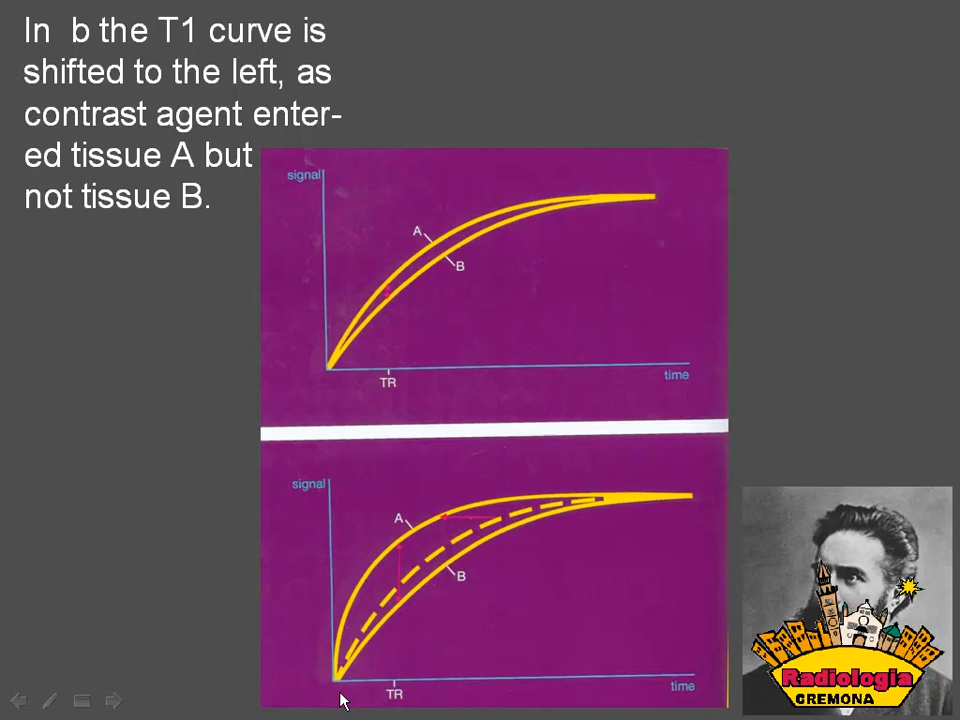 In  b the T1 curve is
shifted to the left, as
contrast agent enter-
ed tissue A but
not tissue B.
signal
A
B
TR
time
signal
A
B
TR
time
Radiologia
CREMONA